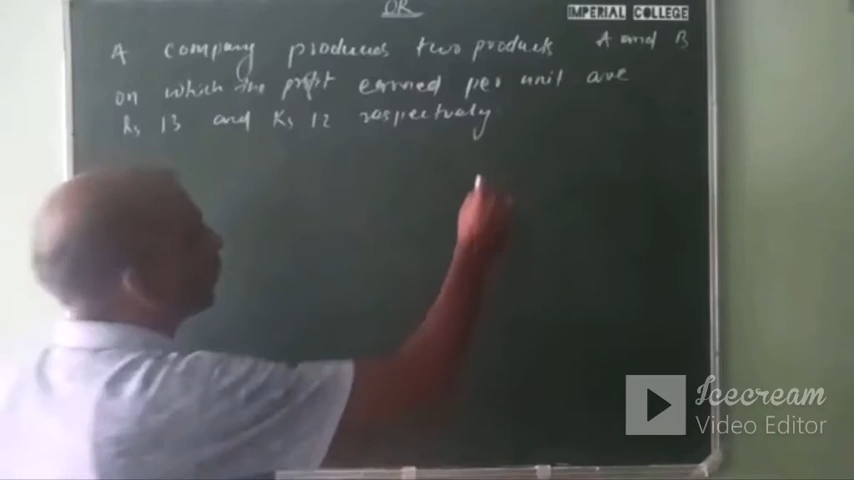 OR
IMPERIAL COLLEGE
A company produces two products A and B
on which the profit earned per unit are
Rs 13 and Rs 12 respectively
Icecream
Video Editor